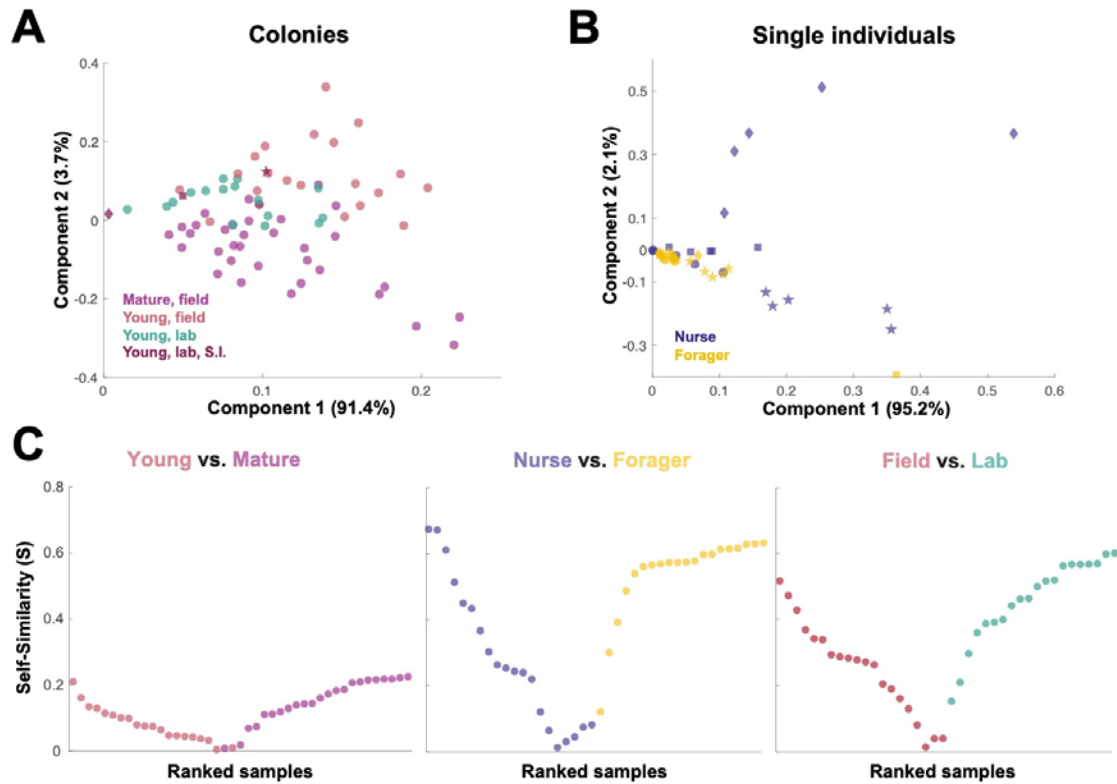 A
Colonies
Component 2 (3.7%)
0.4
0.2
0
-0.2
-0.4
Mature, field
Young, field
Young, lab
Young, lab, S.I.
0
0.1
0.2
Component 1 (91.4%)
B
Single individuals
Component 2 (2.1%)
0.5
0.3
0.1
0
-0.1
-0.3
Nurse
Forager
0
0.1
0.2
0.3
0.4
0.5
0.6
Component 1 (95.2%)
C
Young vs. Mature
Nurse vs. Forager
Field vs. Lab
Self-Similarity (S)
0.8
0.6
0.4
0.2
0
Ranked samples
Ranked samples
Ranked samples